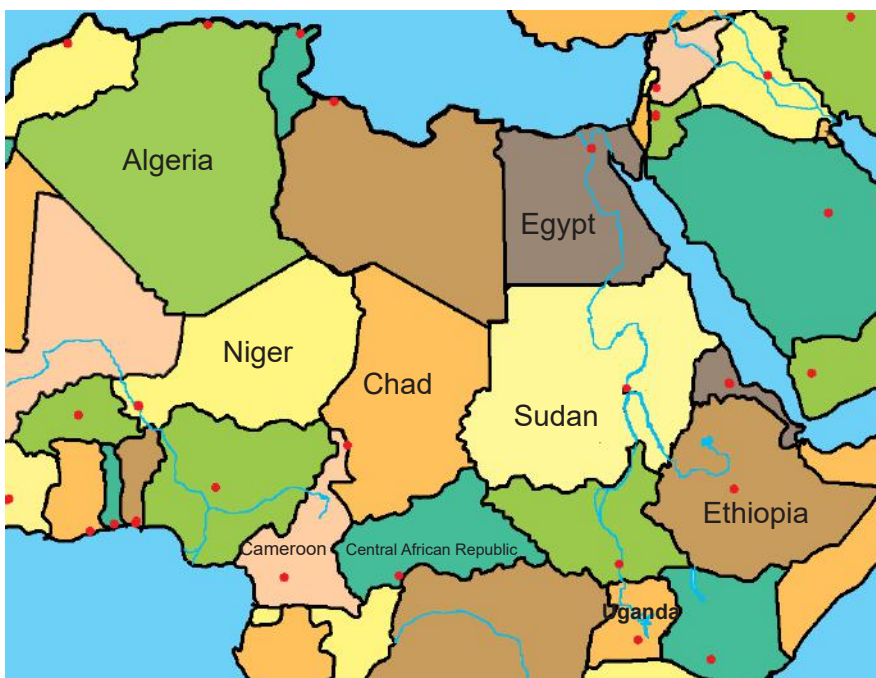 Algeria
Egypt
Niger
Chad
Sudan
Ethiopia
Cameroon
Central African Republic
Uganda